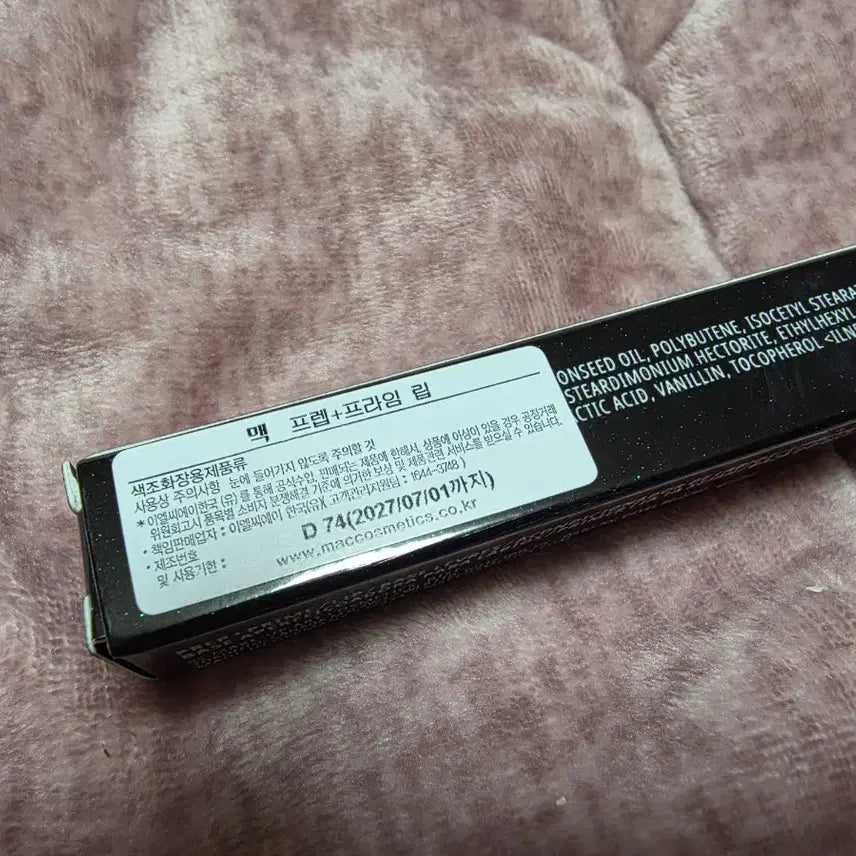 맥 프렙+프라임 립
색조화장용제품류
사용상 주의사항 눈에 들어가지 않도록 주의할 것
* 이엘씨에이한국 (유)를 통해 공식수입, 판매되는 제품에 한해서, 상품에 이상이 있을 경우 공정거래
위원회고시 품목별 소비자 분쟁해결 기준에 의거한 보상 및 제품관련 서비스를 받으실 수 있습니다.
• 책임판매업자 : 이엘씨에이 한국(유)( 고객관리지원팀 : 1644-3748 )
• 제조번호
및 사용기한 : D 74(2027/07/01까지)
www.maccosmetics.co.kr
ONSEED OIL, POLYBUTENE, ISOCETYL STEARA
STEARDIMONIUM HECTORITE, ETHYLHEXYL
CTIC ACID, VANILLIN, TOCOPHEROL <ILN